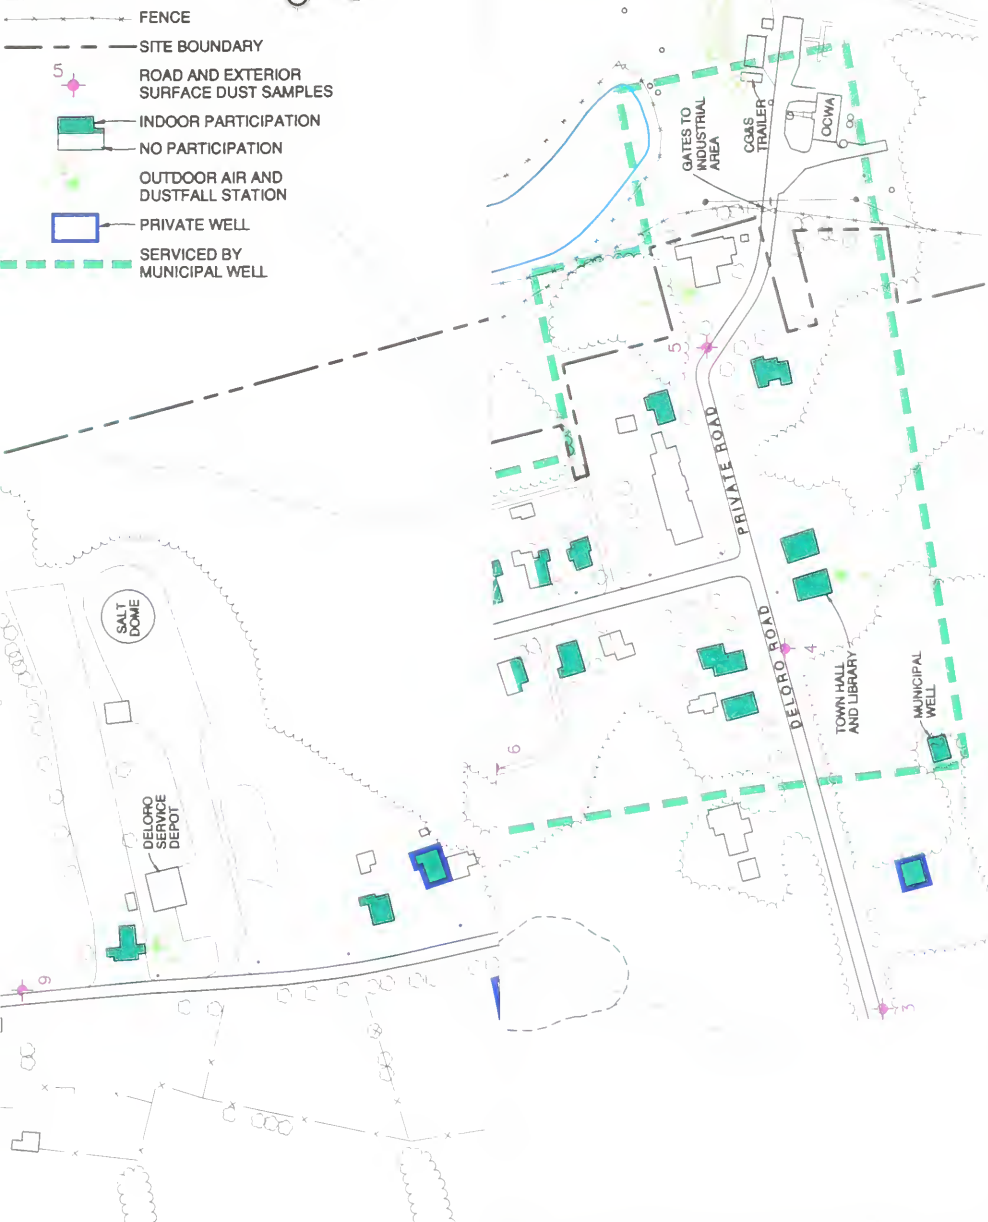 FENCE
SITE BOUNDARY
5
ROAD AND EXTERIOR
SURFACE DUST SAMPLES
INDOOR PARTICIPATION
NO PARTICIPATION
OUTDOOR AIR AND
DUSTFALL STATION
PRIVATE WELL
SERVICED BY
MUNICIPAL WELL
GATES TO
INDUSTRIAL
AREA
CG&S
TRAILER
OCWA
5
PRIVATE ROAD
SALT
DOME
DELORO ROAD
4
TOWN HALL
AND LIBRARY
MUNICIPAL
WELL
6
DELORO
SERVICE
DEPOT
9
3